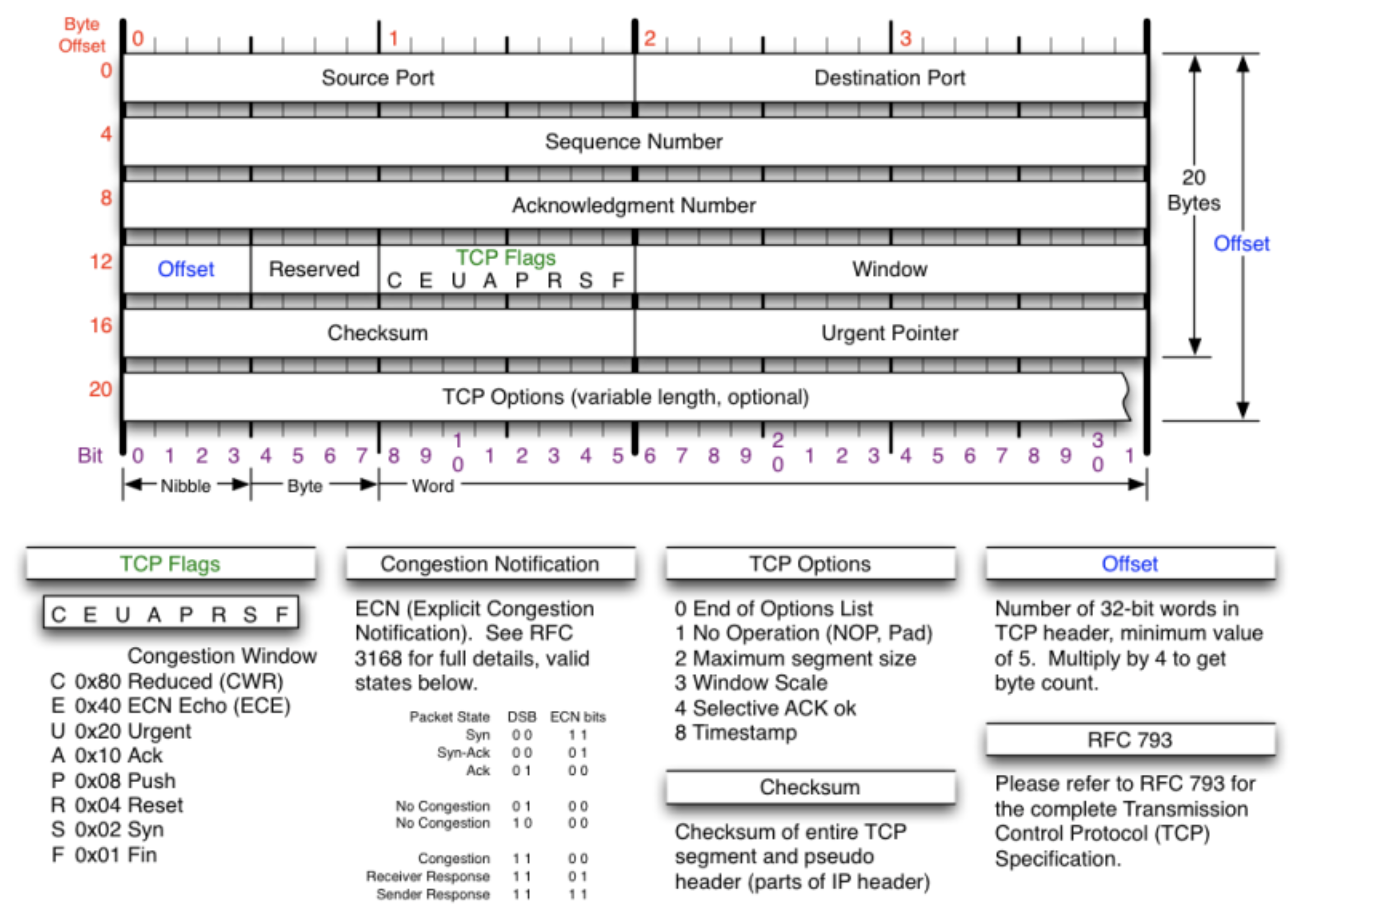 Byte
Offset
0 1 2 3
0 Source Port Destination Port
4 Sequence Number
8 Acknowledgment Number
12 Offset Reserved TCP Flags Window
C E U A P R S F
16 Checksum Urgent Pointer
20 TCP Options (variable length, optional)
20
Bytes
Offset
Bit 0 1 2 3 4 5 6 7 8 9 10 1 2 3 4 5 6 7 8 9 20 1 2 3 4 5 6 7 8 9 30 1
Nibble Byte Word
TCP Flags
C E U A P R S F
Congestion Window
C 0x80 Reduced (CWR)
E 0x40 ECN Echo (ECE)
U 0x20 Urgent
A 0x10 Ack
P 0x08 Push
R 0x04 Reset
S 0x02 Syn
F 0x01 Fin
Congestion Notification
ECN (Explicit Congestion
Notification). See RFC
3168 for full details, valid
states below.
Packet State DSB ECN bits
Syn 0 0 1 1
Syn-Ack 0 0 0 1
Ack 0 1 0 0
No Congestion 0 1 0 0
No Congestion 1 0 0 0
Congestion 1 1 0 0
Receiver Response 1 1 0 1
Sender Response 1 1 1 1
TCP Options
0 End of Options List
1 No Operation (NOP, Pad)
2 Maximum segment size
3 Window Scale
4 Selective ACK ok
8 Timestamp
Checksum
Checksum of entire TCP
segment and pseudo
header (parts of IP header)
Offset
Number of 32-bit words in
TCP header, minimum value
of 5. Multiply by 4 to get
byte count.
RFC 793
Please refer to RFC 793 for
the complete Transmission
Control Protocol (TCP)
Specification.